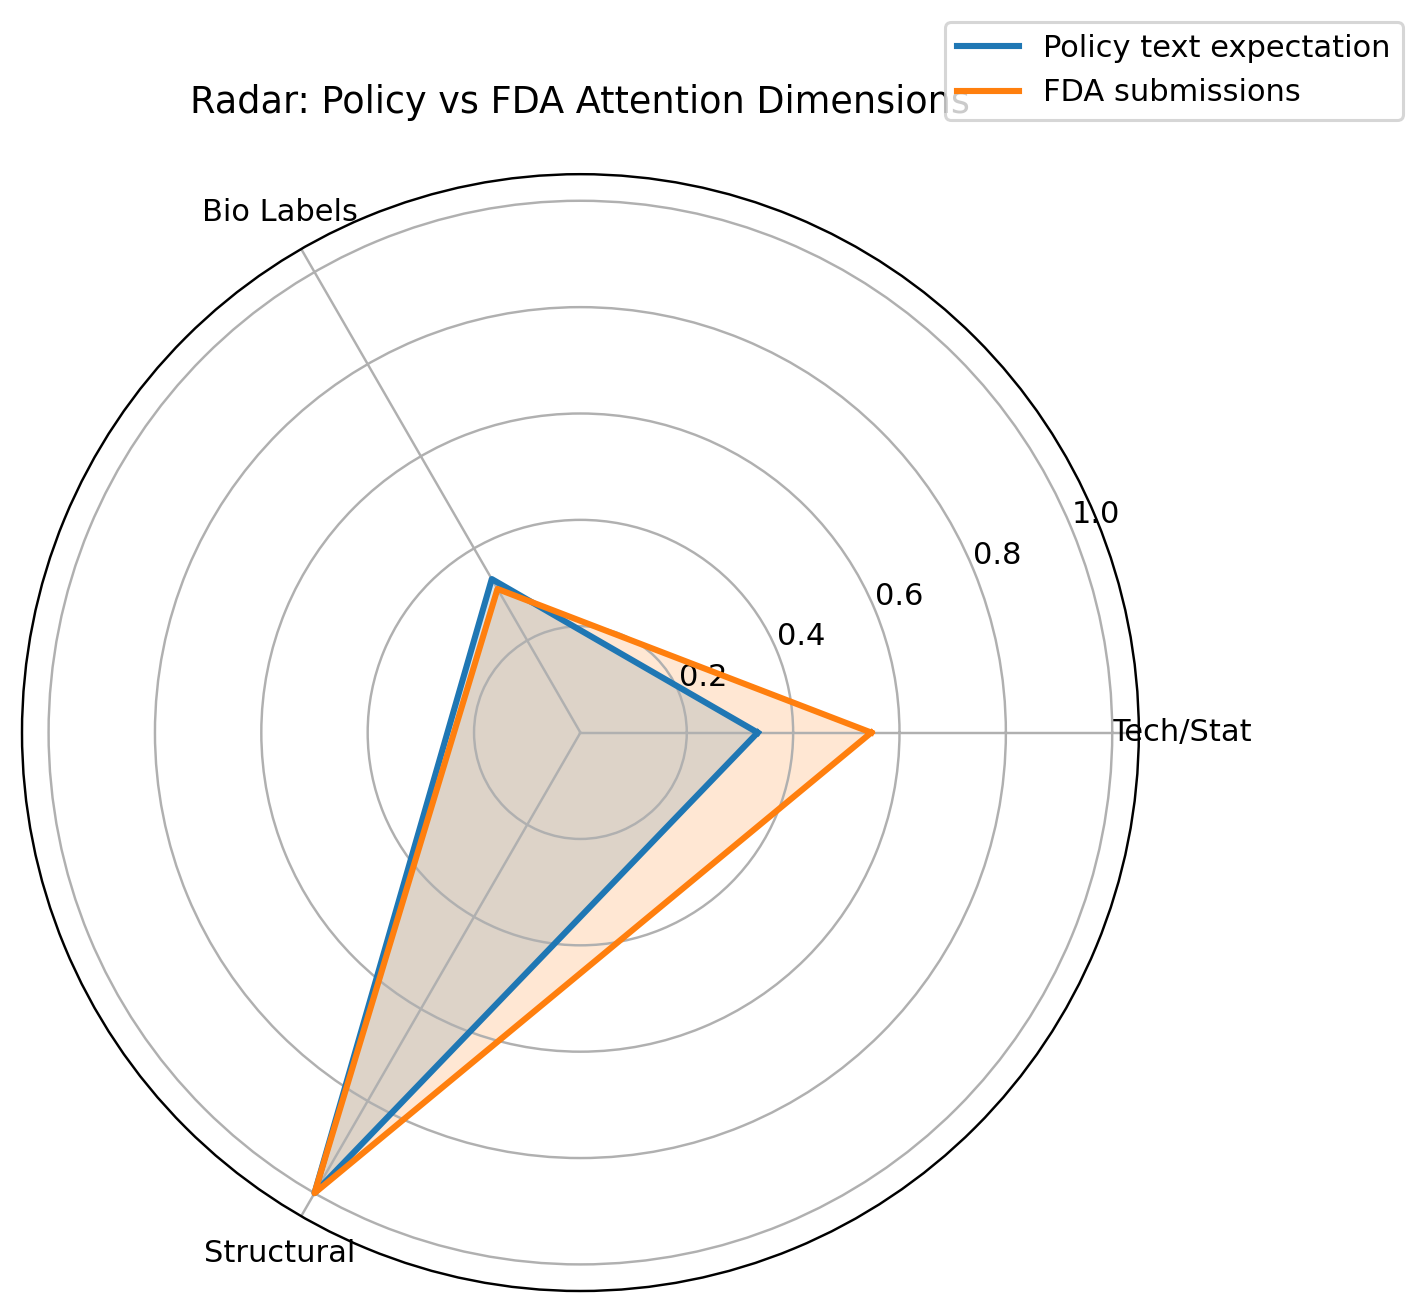 Policy text expectation
FDA submissions
Radar: Policy vs FDA Attention Dimensions
Bio Labels
1.0
0.8
0.6
0.4
0.2
Tech/Stat
Structural